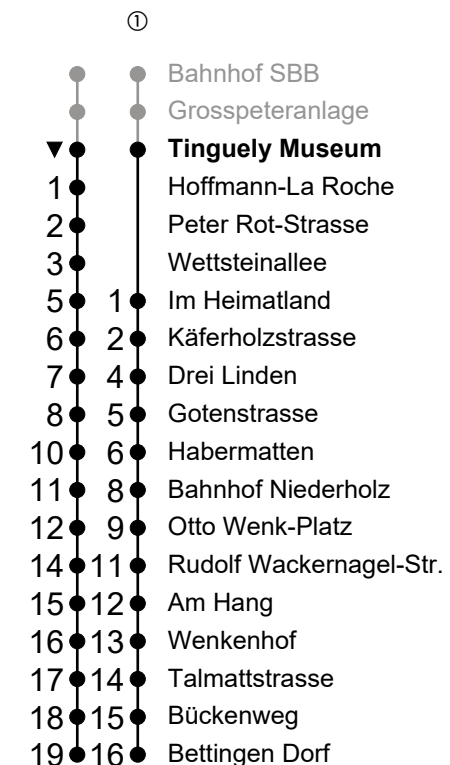 ①
Bahnhof SBB
Grosspeteranlage
▼ Tinguely Museum
1 Hoffmann-La Roche
2 Peter Rot-Strasse
3 Wettsteinallee
5 1 Im Heimatland
6 2 Käferholzstrasse
7 4 Drei Linden
8 5 Gotenstrasse
10 6 Habermatten
11 8 Bahnhof Niederholz
12 9 Otto Wenk-Platz
14 11 Rudolf Wackernagel-Str.
15 12 Am Hang
16 13 Wenkenhof
17 14 Talmattstrasse
18 15 Bückenweg
19 16 Bettingen Dorf